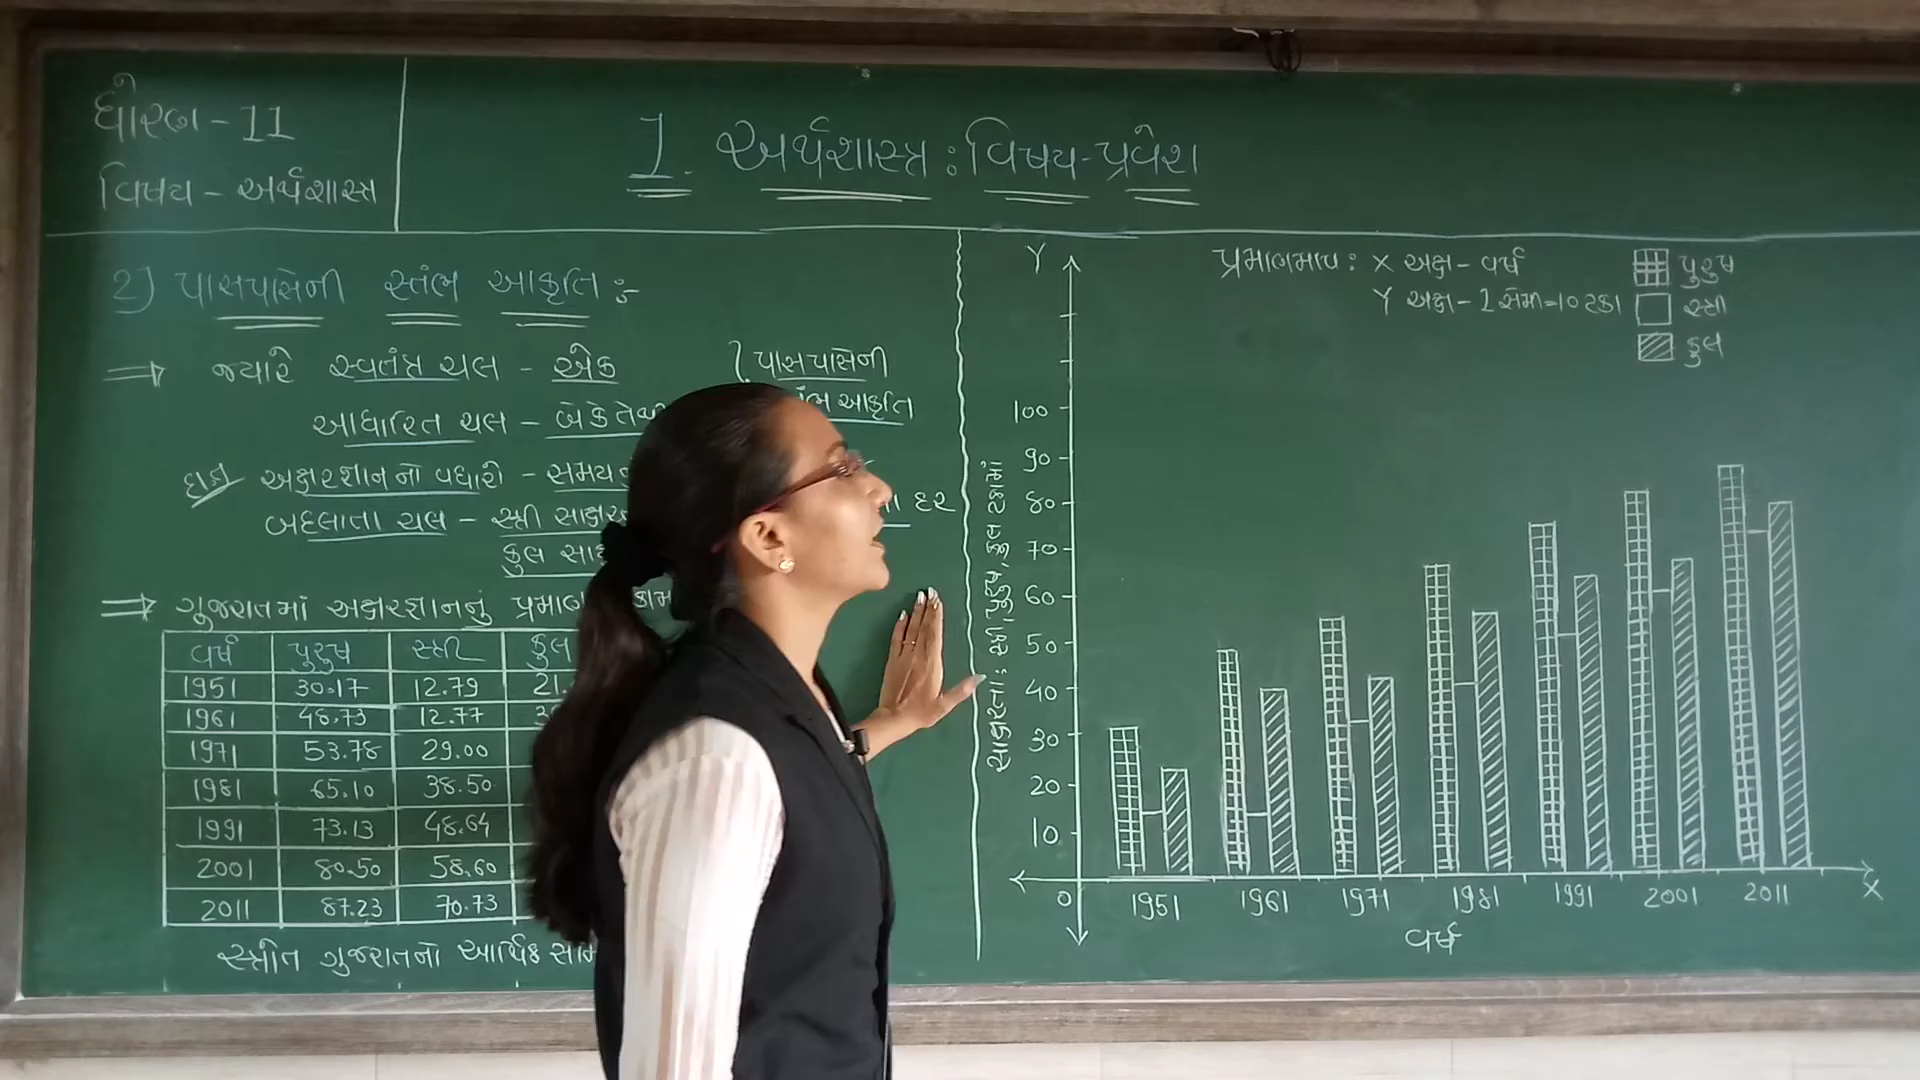 ધોરણ - 11
વિષય - અર્થશાસ્ત્ર
1. અર્થશાસ્ત્ર : વિષય-પ્રવેશ
2) પાસપાસેની સ્તંભ આકૃતિ :-
⇒ જ્યારે સ્વતંત્ર ચલ - એક
આધારિત ચલ - બે કે તેથી
} પાસપાસેની
આકૃતિ
દા.ત અક્ષરજ્ઞાનનો વધારો - સમય
બદલાતા ચલ - સ્ત્રી દર
કુલ
⇒ ગુજરાતમાં અક્ષરજ્ઞાનનું પ્રમાણ
વર્ષ પુરુષ સ્ત્રી કુલ
1951 30.17 12.79 21.
1961 48.73 12.77
1971 53.78 29.00
1981 65.10 38.50
1991 73.13 48.64
2001 80.50 58.60
2011 87.23 70.73
સ્ત્રોત ગુજરાતનો આર્થિક
પ્રમાણમાપ : X અક્ષ - વર્ષ
Y અક્ષ - 1 સેમી = 10 ટકા
પુરુષ
સ્ત્રી
કુલ
Y
100
90
80
70
60
50
40
30
20
10
0
સાક્ષરતા : સ્ત્રી, પુરુષ, કુલ ટકામાં
1951 1961 1971 1981 1991 2001 2011 X
વર્ષ